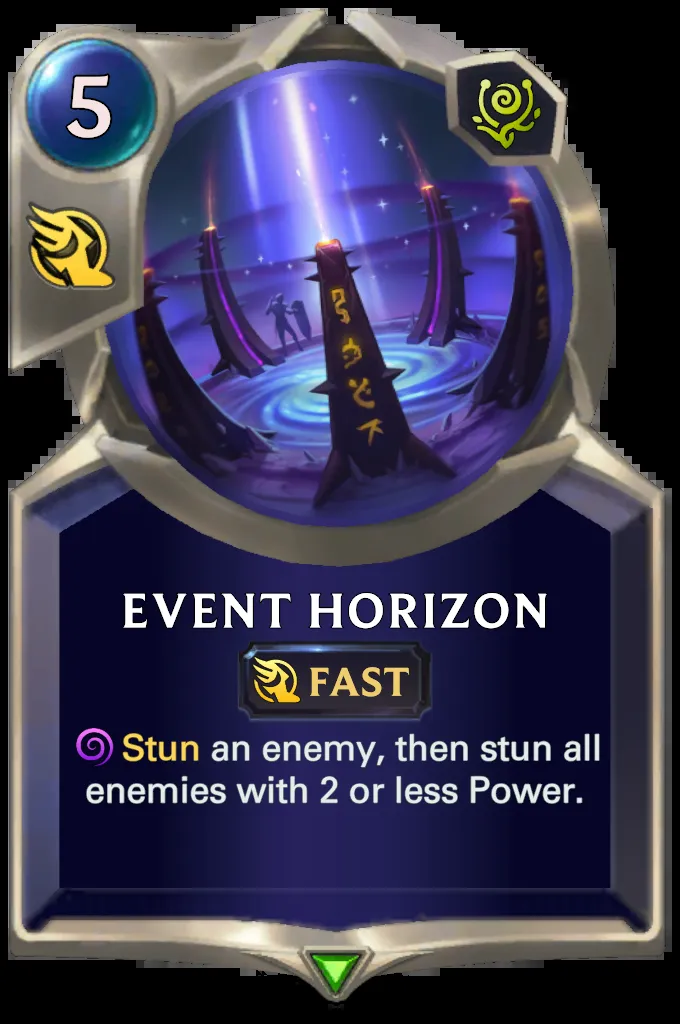 5
EVENT HORIZON
FAST
Stun an enemy, then stun all
enemies with 2 or less Power.